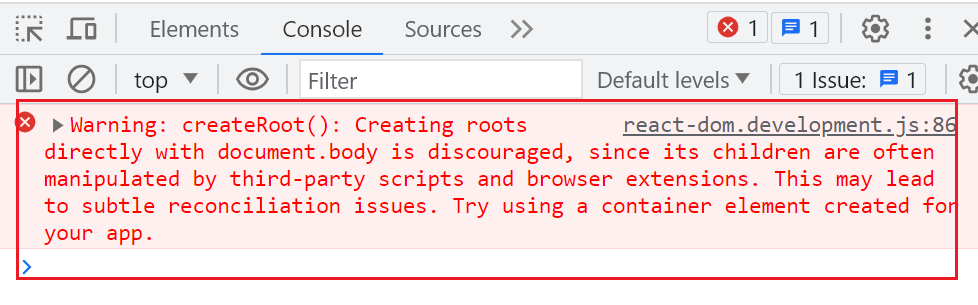 Elements Console Sources 1 1
top Filter Default levels 1 Issue: 1
Warning: createRoot(): Creating roots react-dom.development.js:86
directly with document.body is discouraged, since its children are often
manipulated by third-party scripts and browser extensions. This may lead
to subtle reconciliation issues. Try using a container element created for
your app.